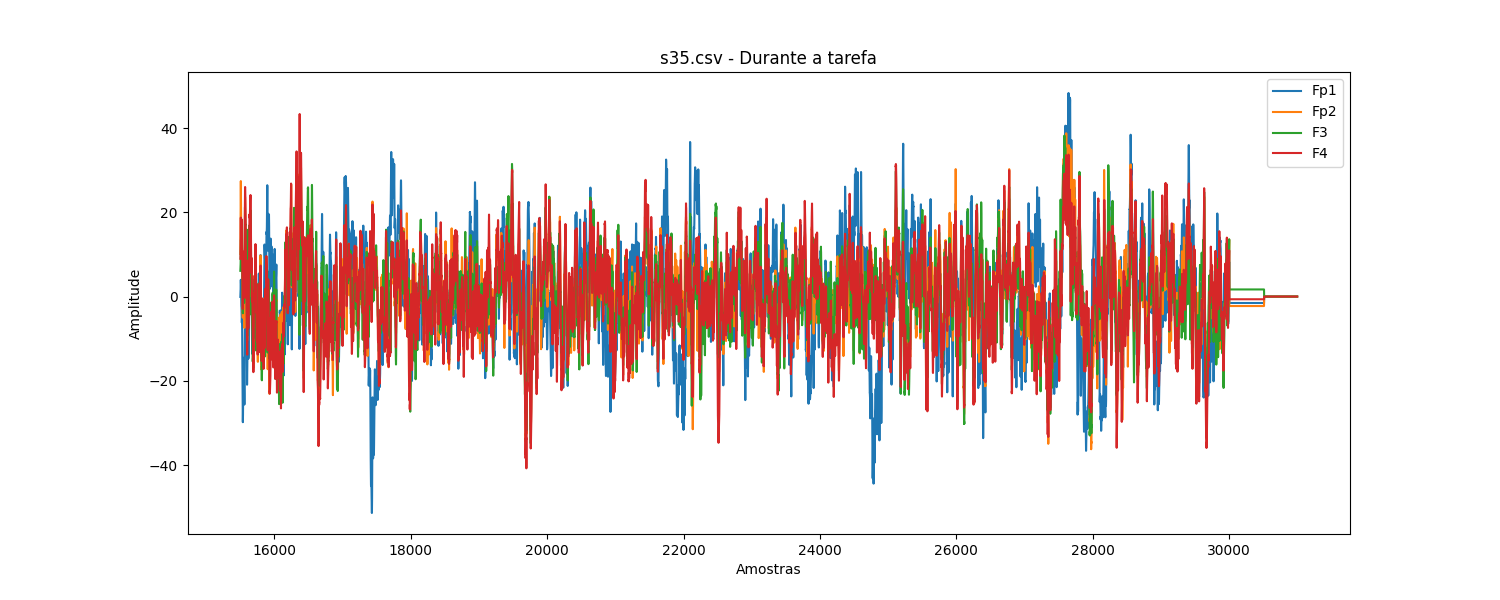 s35.csv - Durante a tarefa
Fp1
Fp2
F3
F4
Amplitude
40
20
0
−20
−40
16000
18000
20000
22000
24000
26000
28000
30000
Amostras